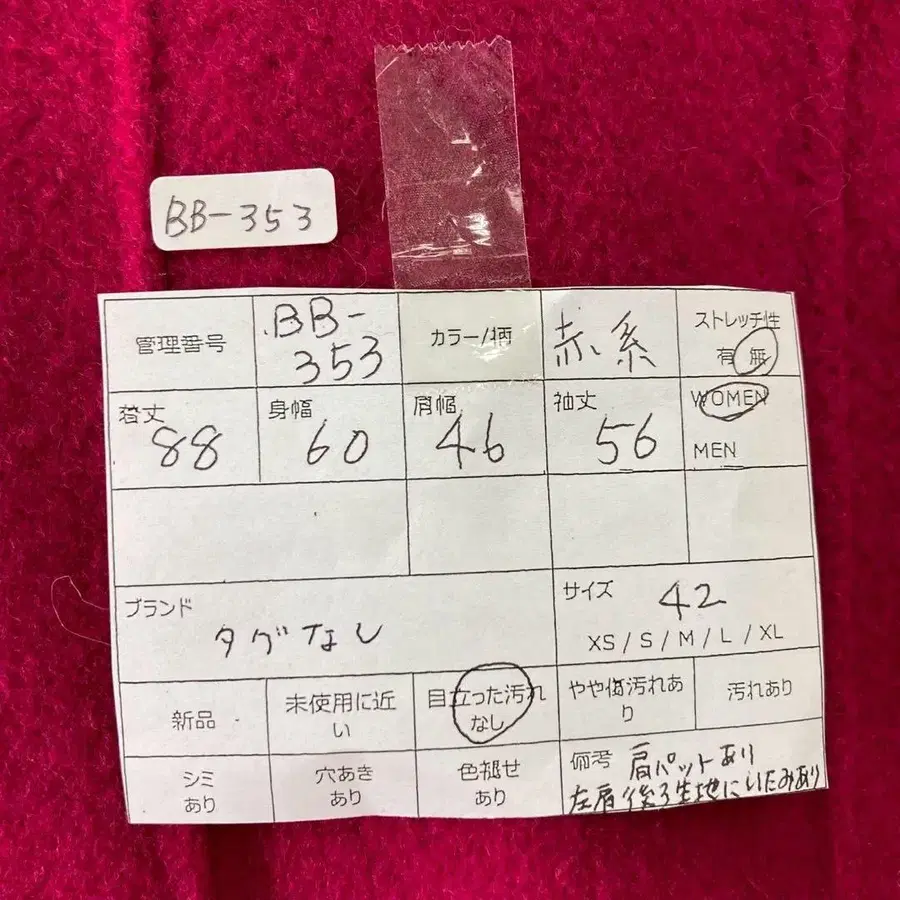 BB-353
管理番号
BB-
353
カラー/柄
赤系
ストレッチ性
有 無
着丈
88
身幅
60
肩幅
46
袖丈
56
WOMEN
MEN
ブランド
タグなし
サイズ
42
XS / S / M / L / XL
新品
未使用に近
い
目立った汚れ
なし
やや傷汚れあ
り
汚れあり
シミ
あり
穴あき
あり
色褪せ
あり
備考 肩パットあり
左肩後ろ生地にいたみあり